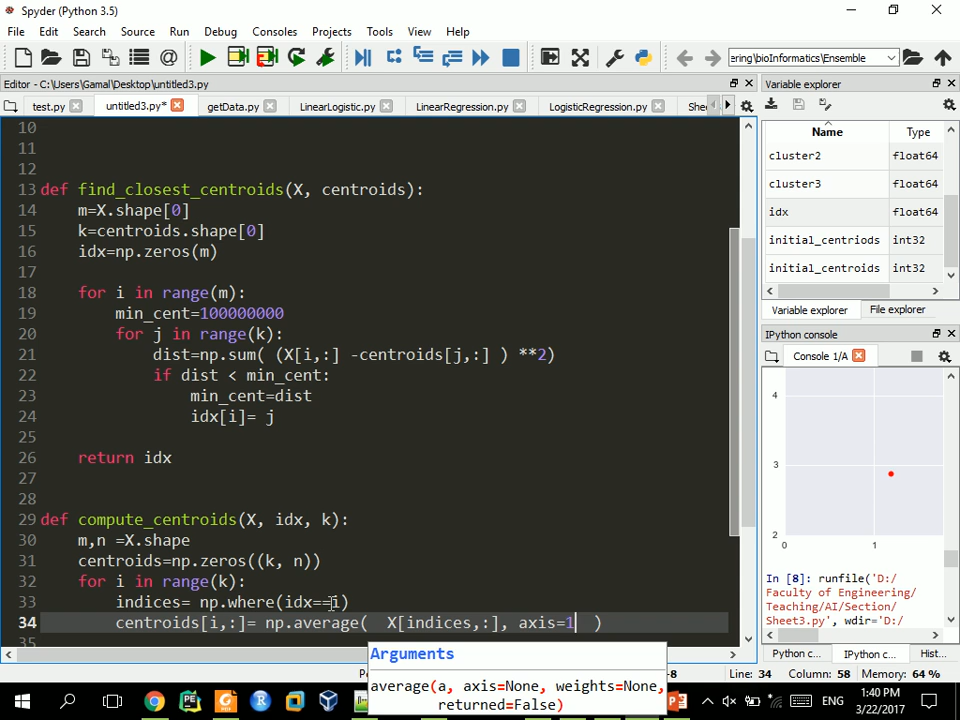 Spyder (Python 3.5)
File Edit Search Source Run Debug Consoles Projects Tools View Help
ering\bioInformatics\Ensemble
Editor - C:\Users\Gamal\Desktop\untitled3.py
test.py untitled3.py* getData.py LinearLogistic.py LinearRegression.py LogisticRegression.py She
10
11
12
13 def find_closest_centroids(X, centroids):
14 m=X.shape[0]
15 k=centroids.shape[0]
16 idx=np.zeros(m)
17
18 for i in range(m):
19 min_cent=100000000
20 for j in range(k):
21 dist=np.sum( (X[i,:] -centroids[j,:] ) **2)
22 if dist < min_cent:
23 min_cent=dist
24 idx[i]= j
25
26 return idx
27
28
29 def compute_centroids(X, idx, k):
30 m,n =X.shape
31 centroids=np.zeros((k, n))
32 for i in range(k):
33 indices= np.where(idx==i)
34 centroids[i,:]= np.average( X[indices,:], axis=1 )
35
Arguments
average(a, axis=None, weights=None,
returned=False)
Variable explorer
Name Type
cluster2 float64
cluster3 float64
idx float64
initial_centriods int32
initial_centroids int32
Variable explorer File explorer
IPython console
Console 1/A
4
3
2
0 1
In [8]: runfile('D:/
Faculty of Engineering/
Teaching/AI/Section/
Sheet3.py', wdir='D:/
Python c... IPython c... Hist...
-8 Line: 34 Column: 58 Memory: 64 %
ENG 1:40 PM
3/22/2017